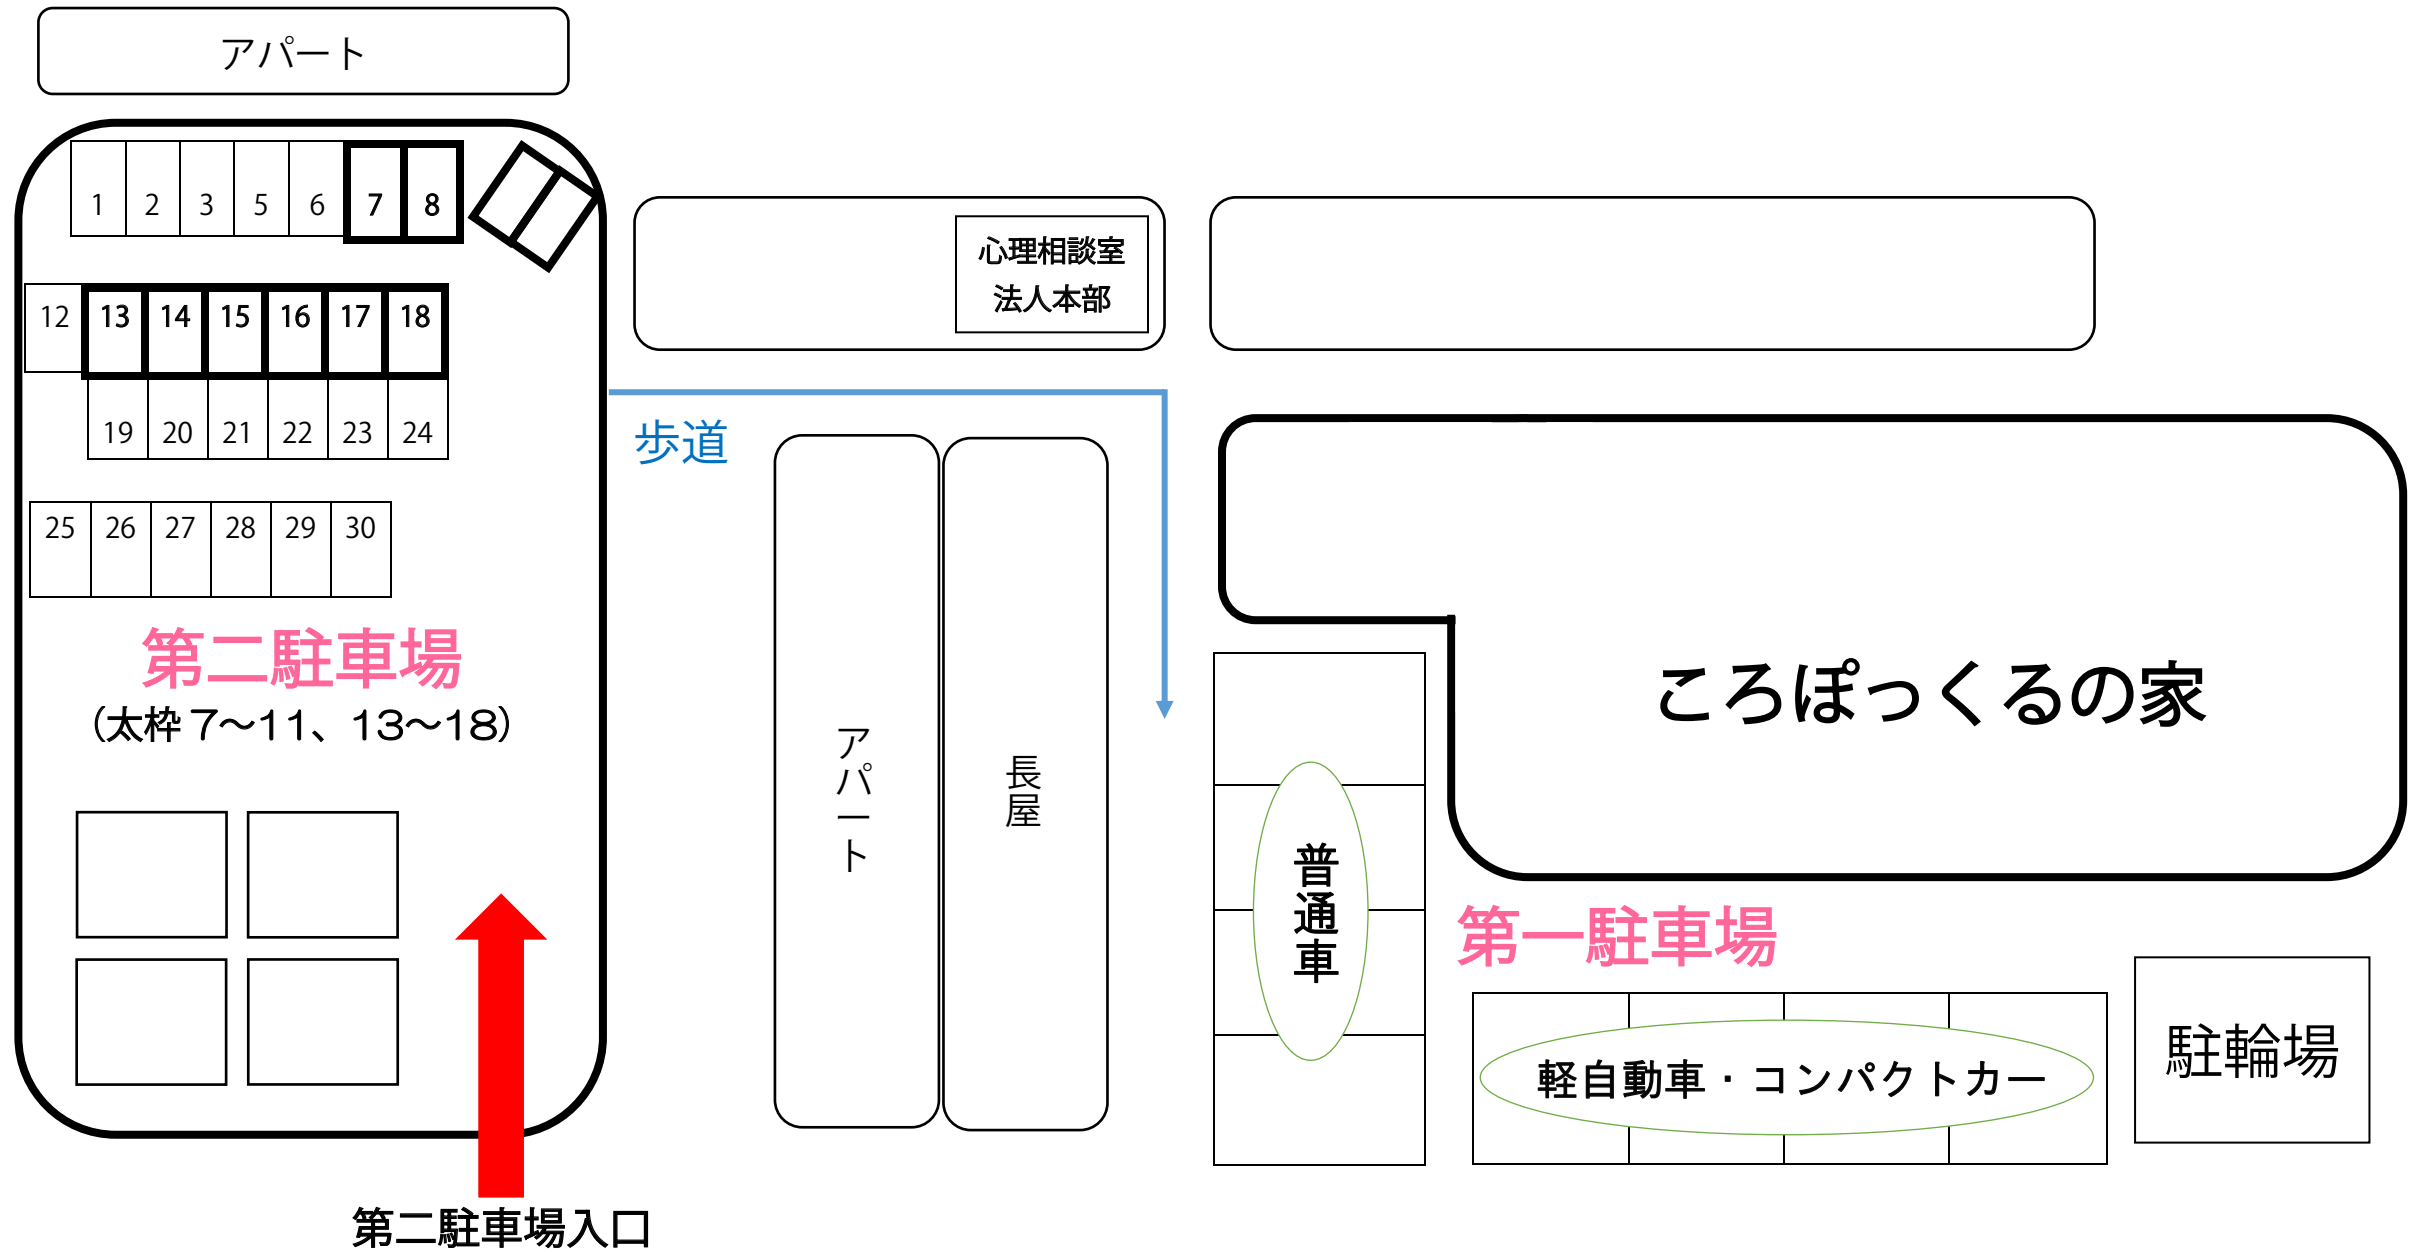 アパート
1 2 3 5 6 7 8
12 13 14 15 16 17 18
19 20 21 22 23 24
25 26 27 28 29 30
第二駐車場
（太枠７～11、13～18）
第二駐車場入口
心理相談室
法人本部
歩道
アパート
長屋
ころぽっくるの家
普通車
第一駐車場
軽自動車・コンパクトカー
駐輪場